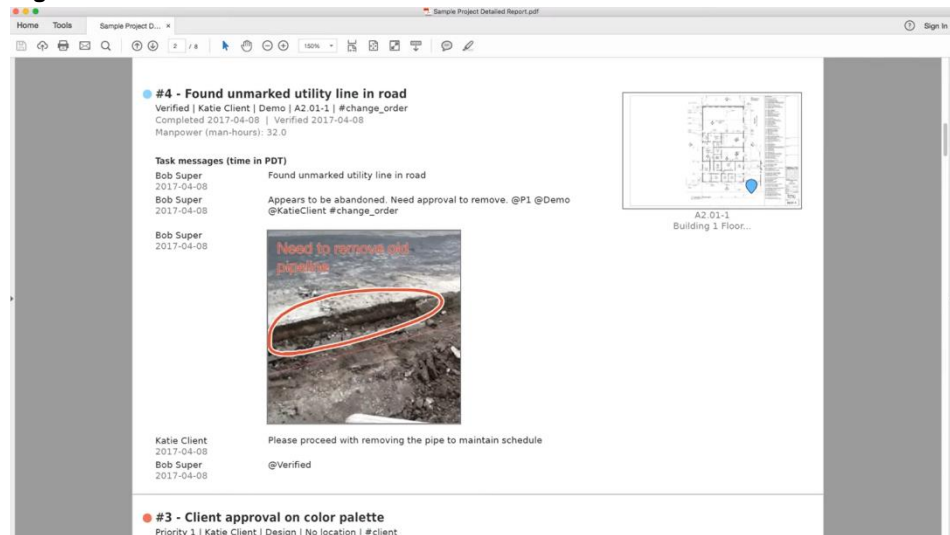 Sample Project Detailed Report.pdf
Home Tools Sample Project D... × Sign In
2 / 6 150%
#4 - Found unmarked utility line in road
Verified | Katie Client | Demo | A2.01-1 | #change_order
Completed 2017-04-08 | Verified 2017-04-08
Manpower (man-hours): 32.0
Task messages (time in PDT)
Bob Super Found unmarked utility line in road
2017-04-08
Bob Super Appears to be abandoned. Need approval to remove. @P1 @Demo
2017-04-08 @KatieClient #change_order
Bob Super
2017-04-08
Need to remove old
pipeline
A2.01-1
Building 1 Floor...
Katie Client Please proceed with removing the pipe to maintain schedule
2017-04-08
Bob Super @Verified
2017-04-08
#3 - Client approval on color palette
Priority 1 | Katie Client | Design | No location | #client